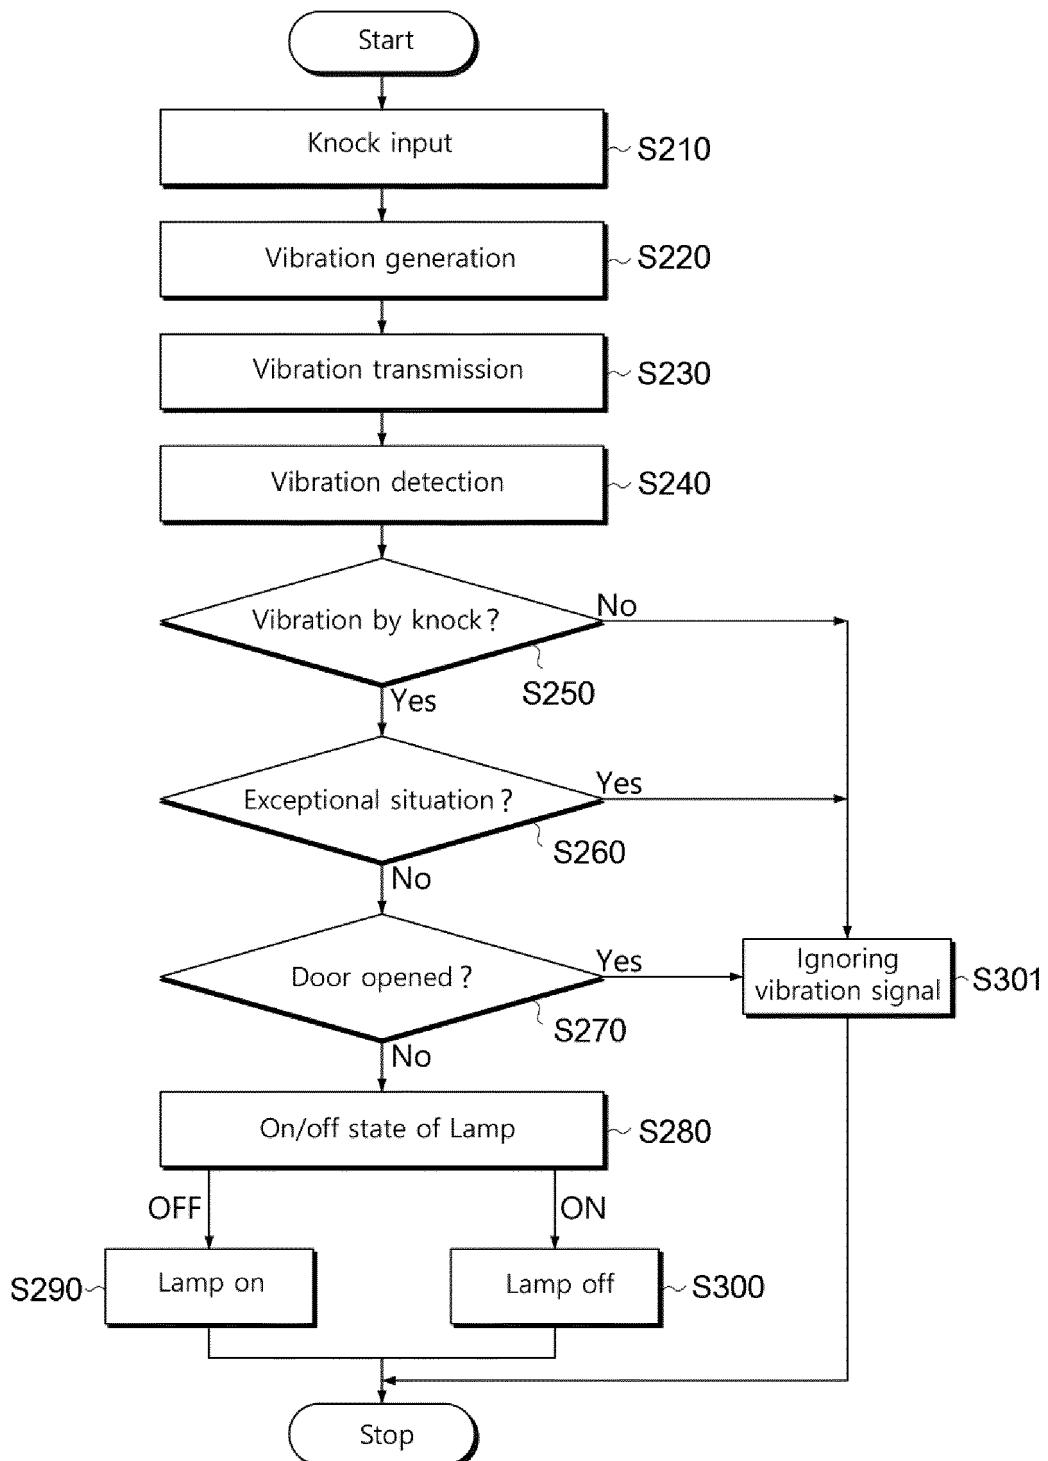 Start
Knock input
S210
Vibration generation
S220
Vibration transmission
S230
Vibration detection
S240
Vibration by knock?
No
S250
Yes
Exceptional situation?
Yes
S260
No
Door opened?
Yes
S270
Ignoring
vibration signal
S301
No
On/off state of Lamp
S280
OFF
ON
S290
Lamp on
Lamp off
S300
Stop